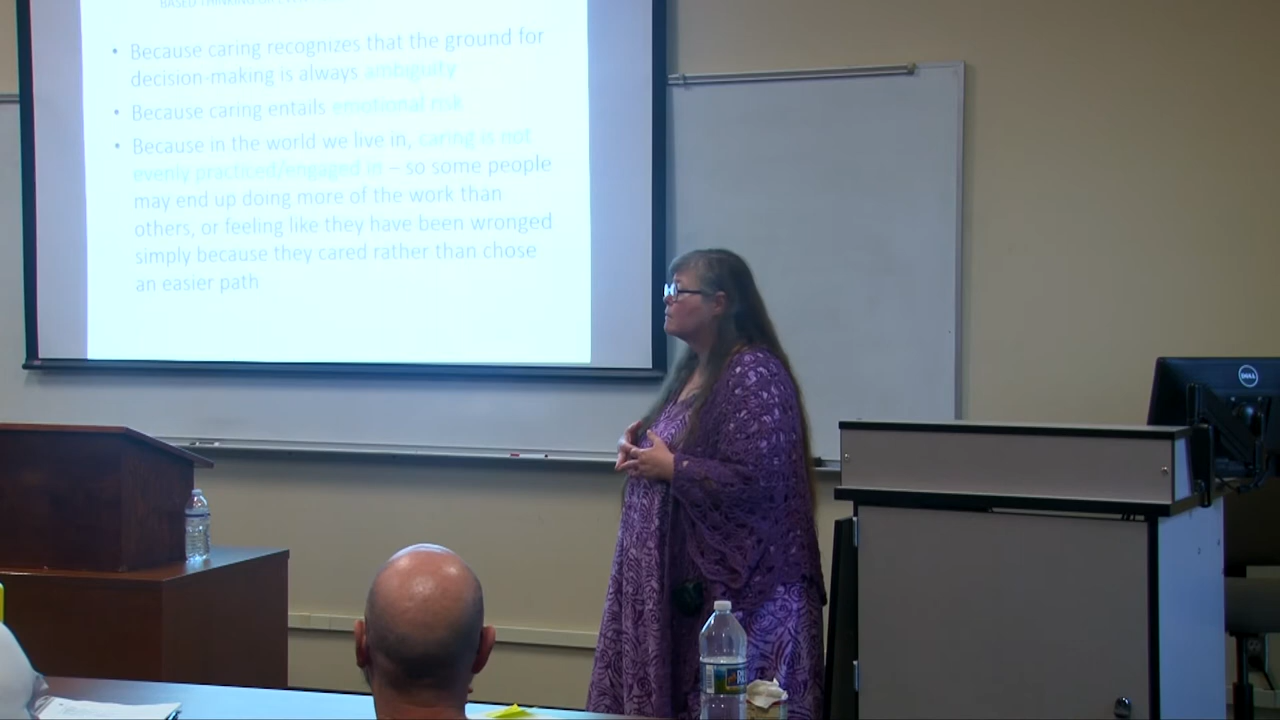 • Because caring recognizes that the ground for
decision-making is always ambiguity
• Because caring entails emotional risk
• Because in the world we live in, caring is not
evenly practiced/engaged in – so some people
may end up doing more of the work than
others, or feeling like they have been wronged
simply because they cared rather than chose
an easier path
DELL